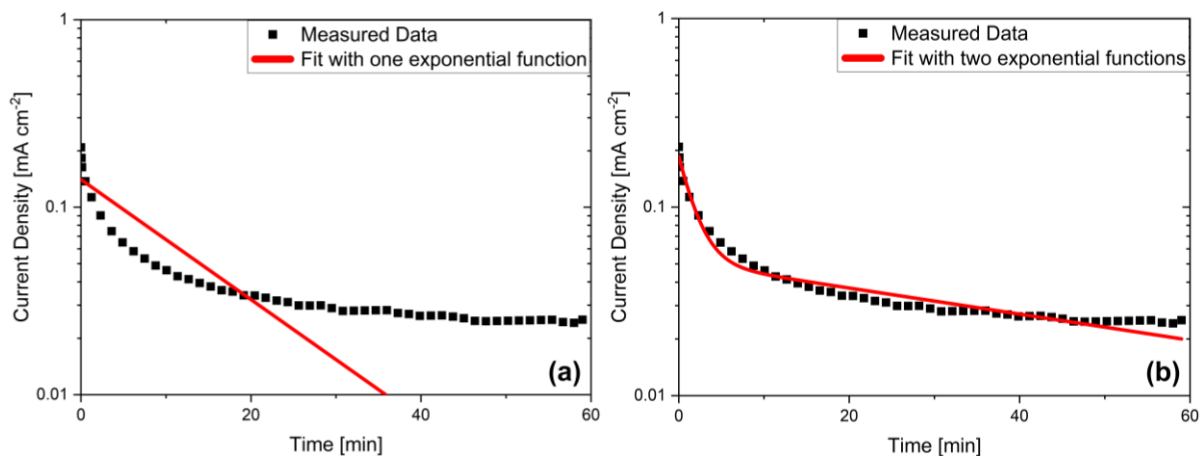 Measured Data
Fit with one exponential function
Current Density [mA cm⁻²]
1
0.1
0.01
0
20
40
60
Time [min]
(a)
Measured Data
Fit with two exponential functions
Current Density [mA cm⁻²]
1
0.1
0.01
0
20
40
60
Time [min]
(b)